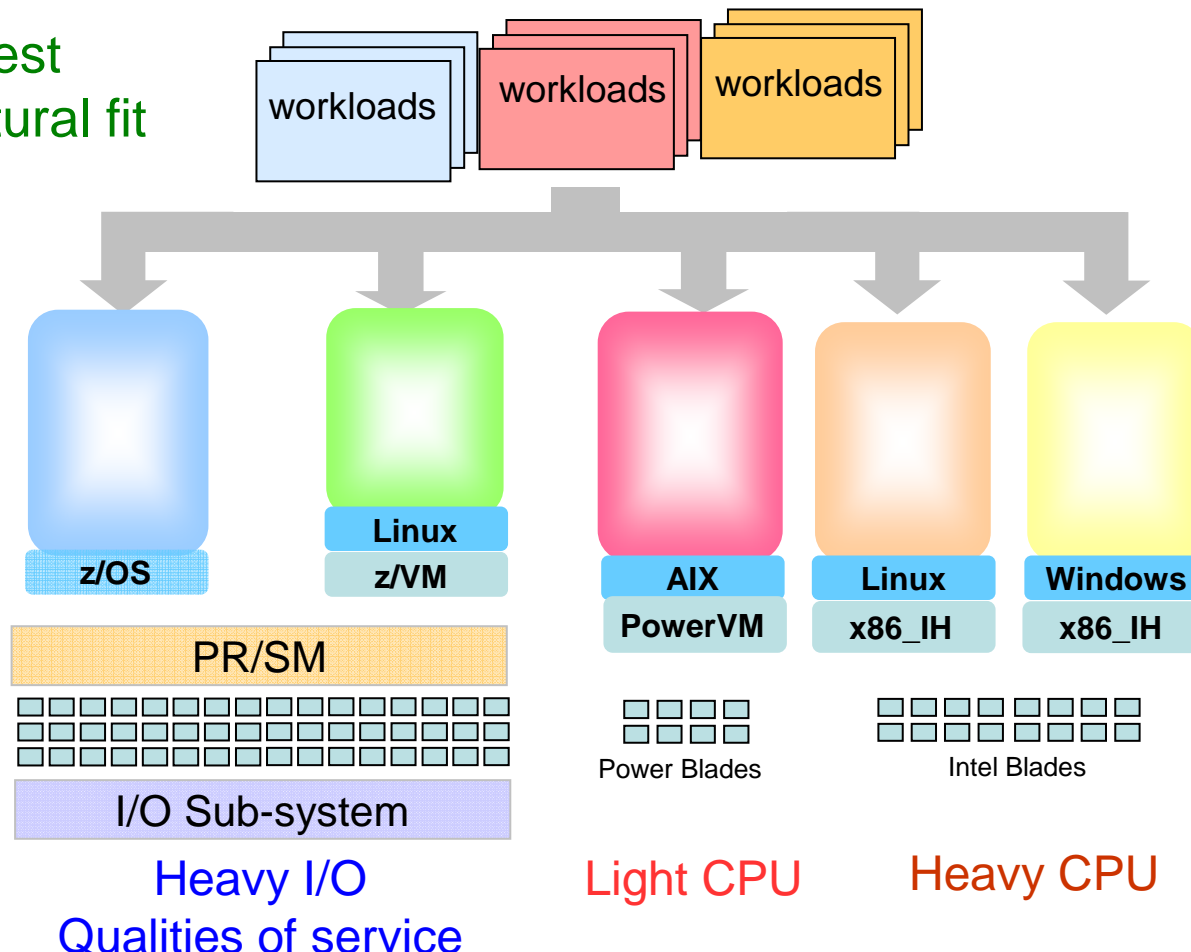 est
tural fit
workloads
workloads
workloads
Linux
z/OS
z/VM
AIX
Linux
Windows
PowerVM
x86_IH
x86_IH
PR/SM
Power Blades
Intel Blades
I/O Sub-system
Heavy I/O
Light CPU
Heavy CPU
Qualities of service